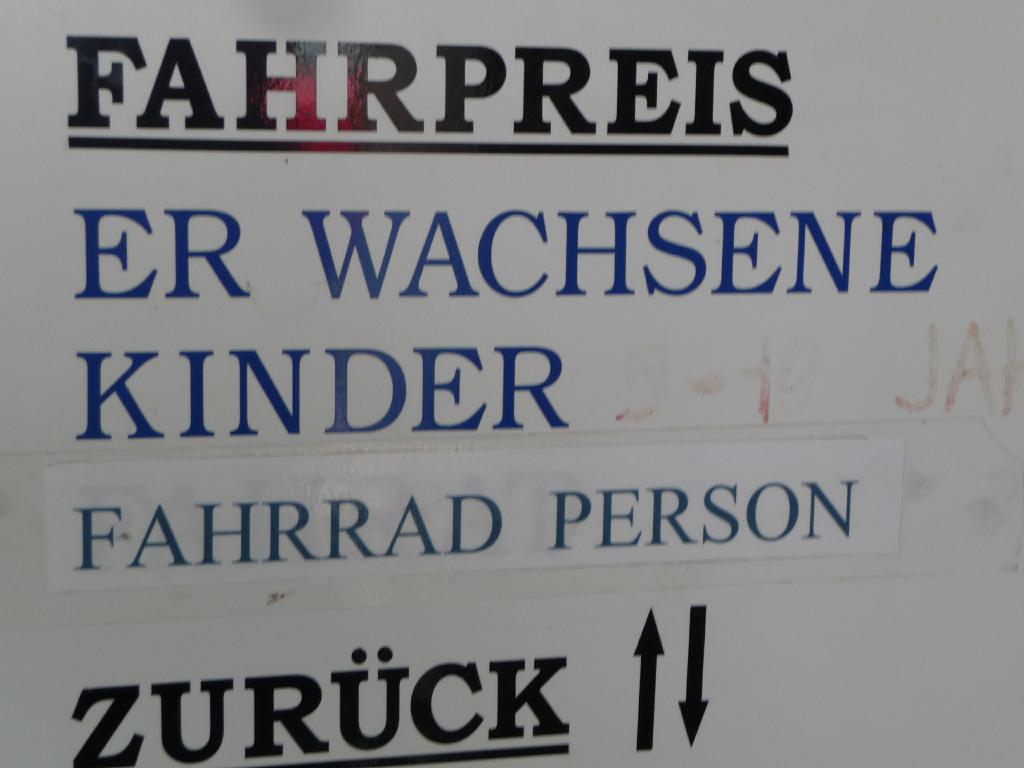 FAHRPREIS
ER WACHSENE
KINDER
FAHRRAD PERSON
ZURÜCK